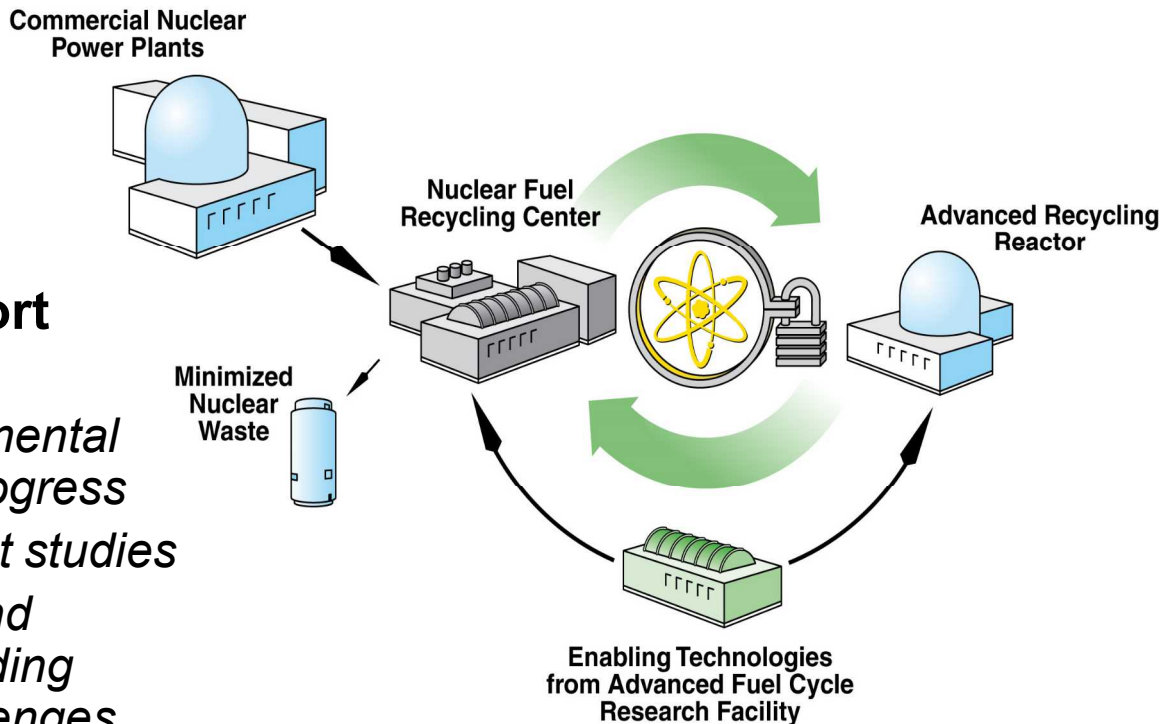 Commercial Nuclear
Power Plants
Nuclear Fuel
Recycling Center
Advanced Recycling
Reactor
Minimized
Nuclear
Waste
Enabling Technologies
from Advanced Fuel Cycle
Research Facility
ort
mental
ogress
t studies
nd
ding
enges